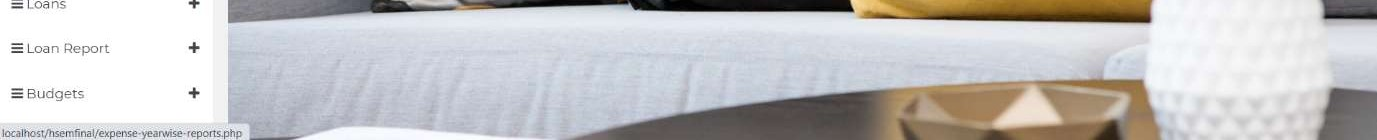 Loans
Loan Report
Budgets
localhost/hsemfinal/expense-yearwise-reports.php